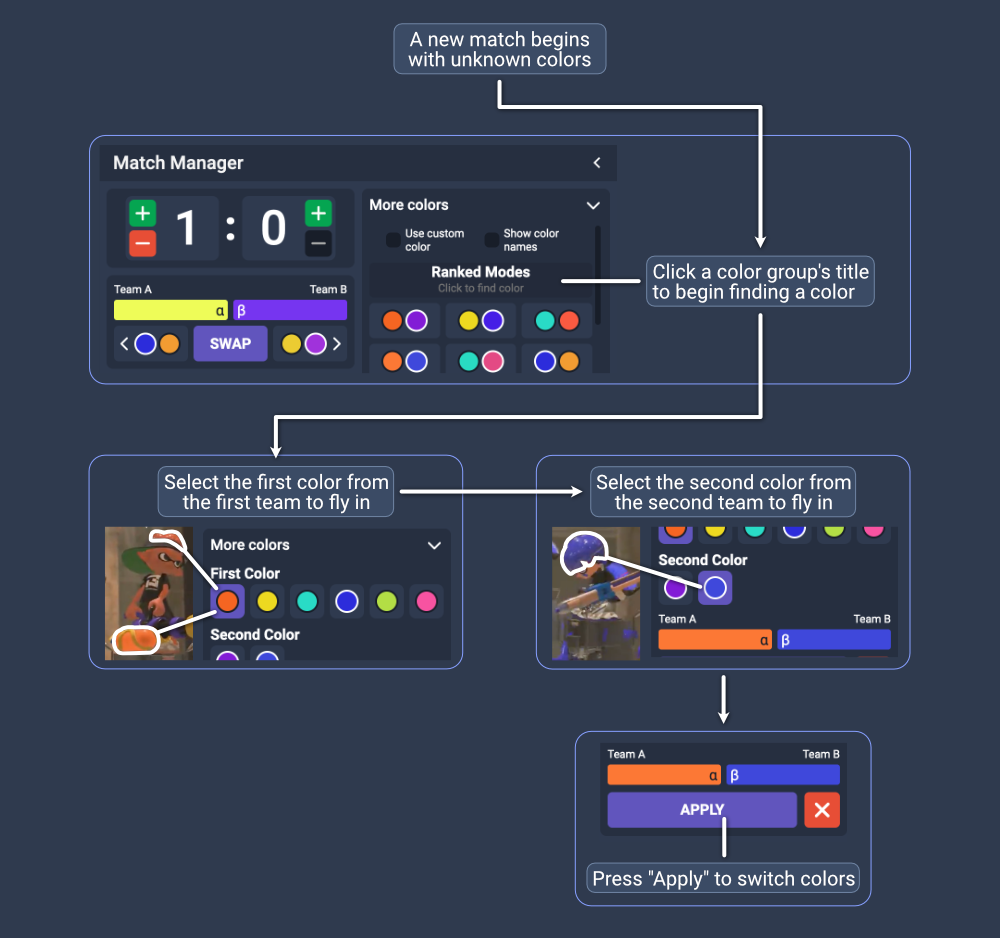 A new match begins
with unknown colors
Match Manager
1 : 0
Team A
Team B
α
β
SWAP
More colors
Use custom
color
Show color
names
Ranked Modes
Click to find color
Click a color group's title
to begin finding a color
Select the first color from
the first team to fly in
More colors
First Color
Second Color
Select the second color from
the second team to fly in
Second Color
Team A
Team B
α
β
Team A
Team B
α
β
APPLY
Press "Apply" to switch colors